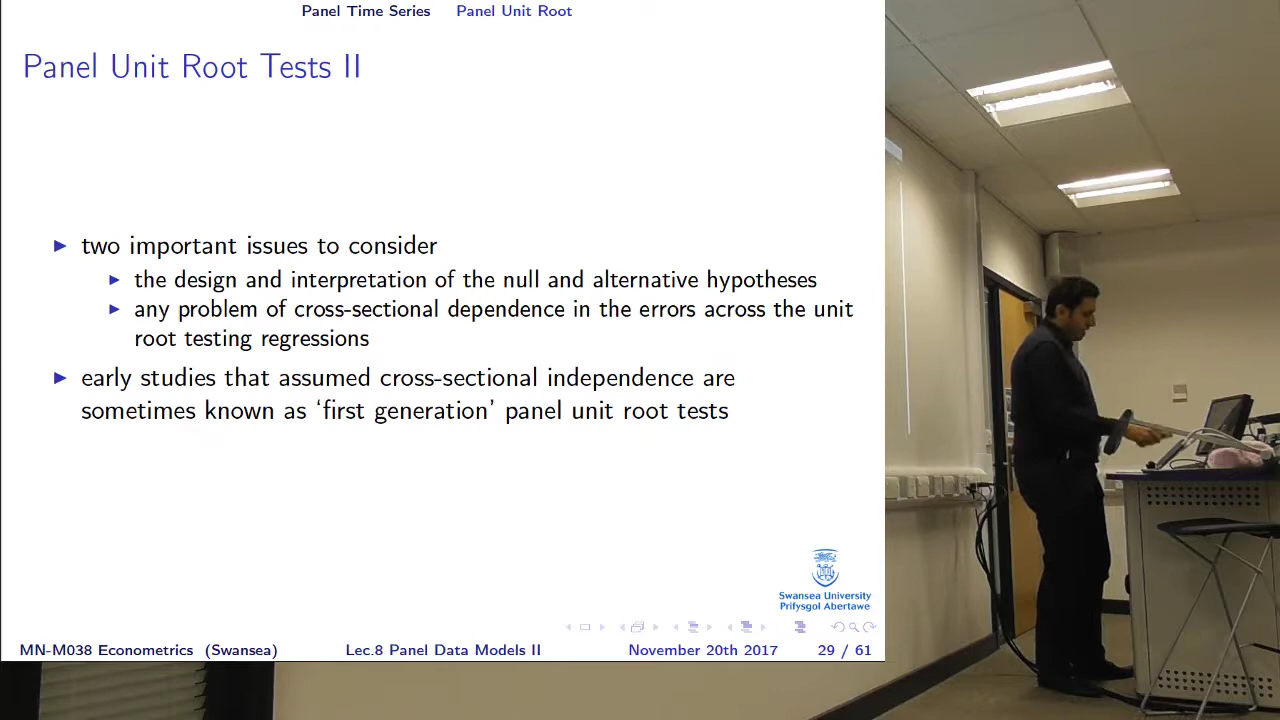 Panel Time Series Panel Unit Root
Panel Unit Root Tests II
two important issues to consider
the design and interpretation of the null and alternative hypotheses
any problem of cross-sectional dependence in the errors across the unit
root testing regressions
early studies that assumed cross-sectional independence are
sometimes known as ‘first generation’ panel unit root tests
Swansea University
Prifysgol Abertawe
MN-M038 Econometrics (Swansea) Lec.8 Panel Data Models II November 20th 2017 29 / 61